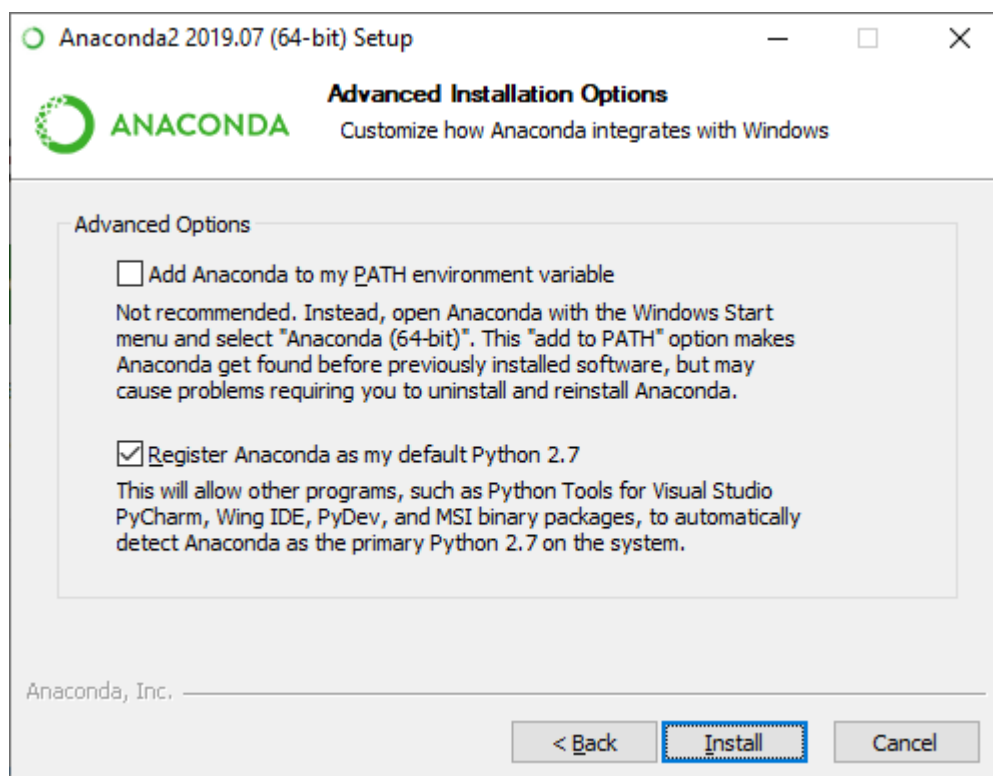 Anaconda2 2019.07 (64-bit) Setup
ANACONDA
Advanced Installation Options
Customize how Anaconda integrates with Windows
Advanced Options
Add Anaconda to my PATH environment variable
Not recommended. Instead, open Anaconda with the Windows Start
menu and select "Anaconda (64-bit)". This "add to PATH" option makes
Anaconda get found before previously installed software, but may
cause problems requiring you to uninstall and reinstall Anaconda.
Register Anaconda as my default Python 2.7
This will allow other programs, such as Python Tools for Visual Studio
PyCharm, Wing IDE, PyDev, and MSI binary packages, to automatically
detect Anaconda as the primary Python 2.7 on the system.
Anaconda, Inc.
< Back
Install
Cancel